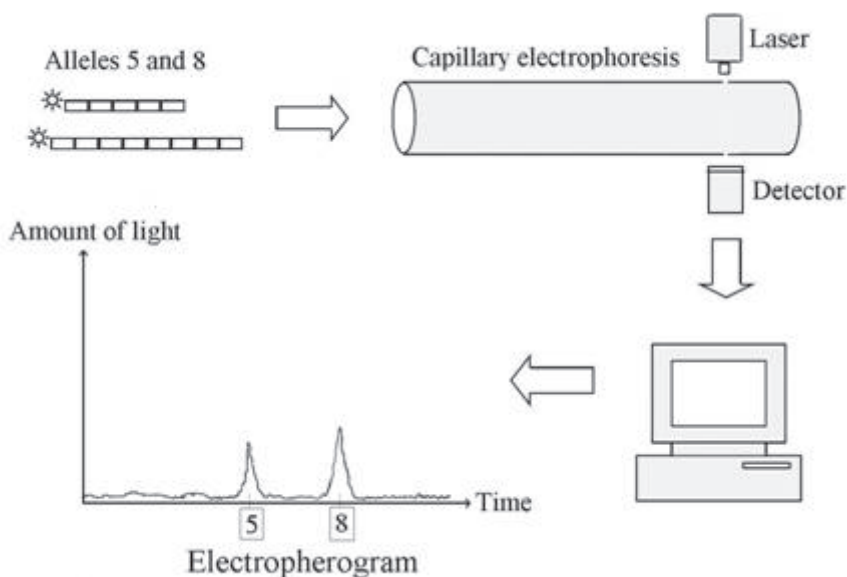 Alleles 5 and 8
Capillary electrophoresis
Laser
Detector
Amount of light
Time
5
8
Electropherogram